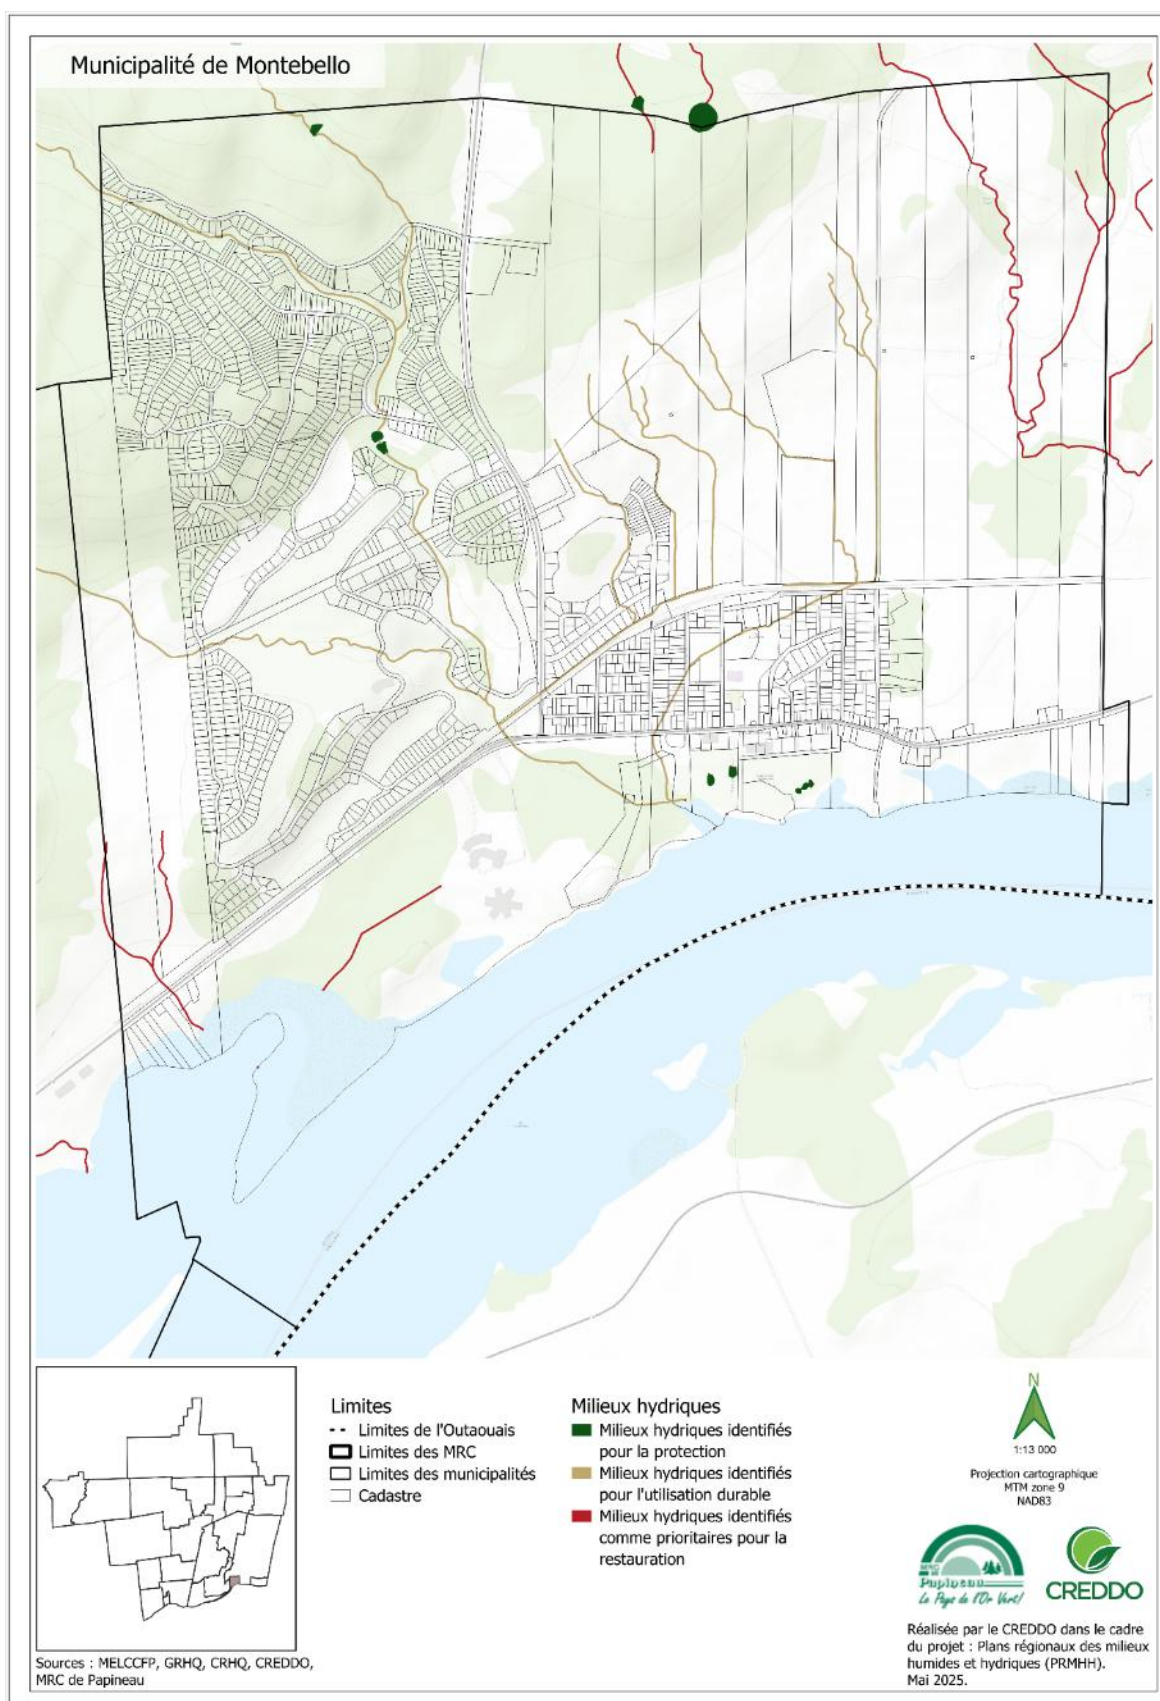 Municipalité de Montebello
Limites
Limites de l'Outaouais
Limites des MRC
Limites des municipalités
Cadastre
Milieux hydriques
Milieux hydriques identifiés
pour la protection
Milieux hydriques identifiés
pour l'utilisation durable
Milieux hydriques identifiés
comme prioritaires pour la
restauration
N
1:13 000
Projection cartographique
MTM zone 9
NAD83
MRC
Papineau
Le Pays de l'Or Vert!
CREDDO
Réalisée par le CREDDO dans le cadre
du projet : Plans régionaux des milieux
humides et hydriques (PRMHH).
Mai 2025.
Sources : MELCCFP, GRHQ, CRHQ, CREDDO,
MRC de Papineau